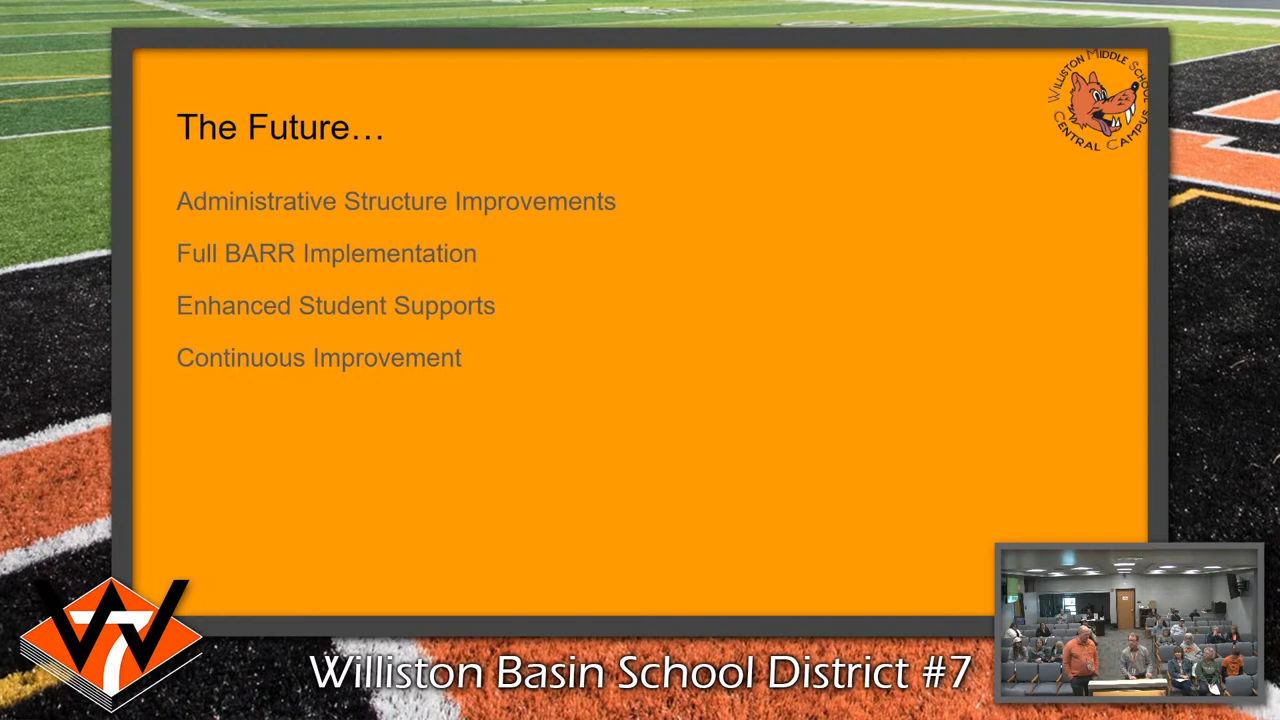 WILLISTON MIDDLE SCHOOL
CENTRAL CAMPUS
The Future…
Administrative Structure Improvements
Full BARR Implementation
Enhanced Student Supports
Continuous Improvement
W7
Williston Basin School District #7